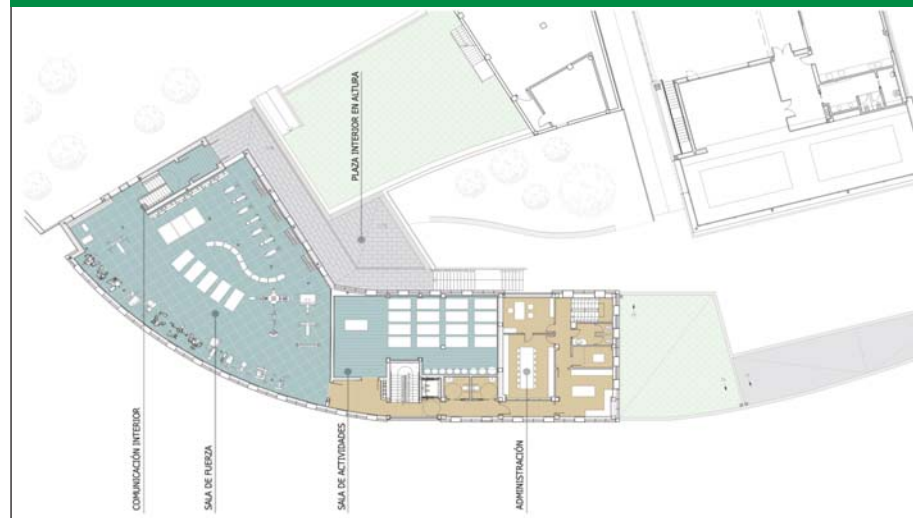 PLAZA INTERIOR EN ALTURA
COMUNICACIÓN INTERIOR
SALA DE FUERZA
SALA DE ACTIVIDADES
ADMINISTRACIÓN